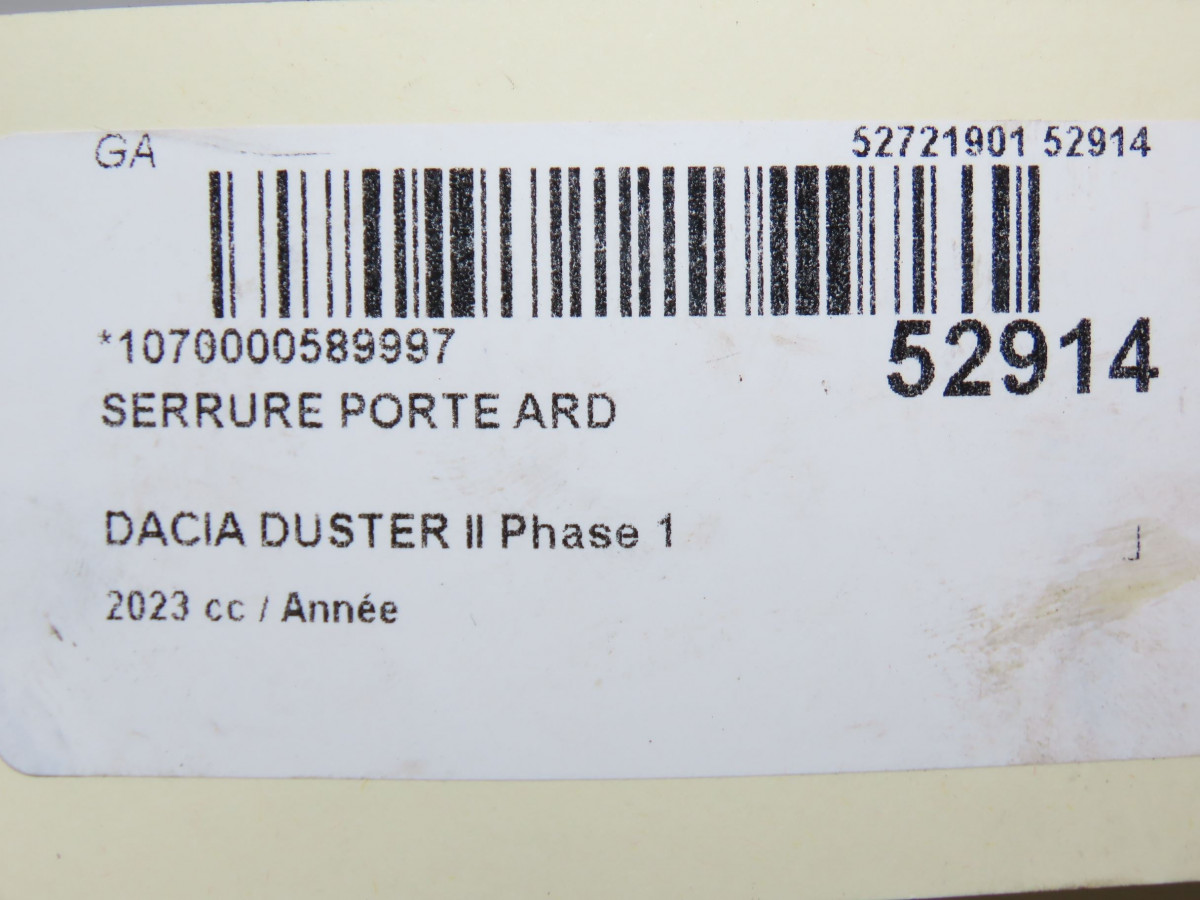 GA
52721901 52914
*1070000589997
52914
SERRURE PORTE ARD
DACIA DUSTER II Phase 1
2023 cc / Année